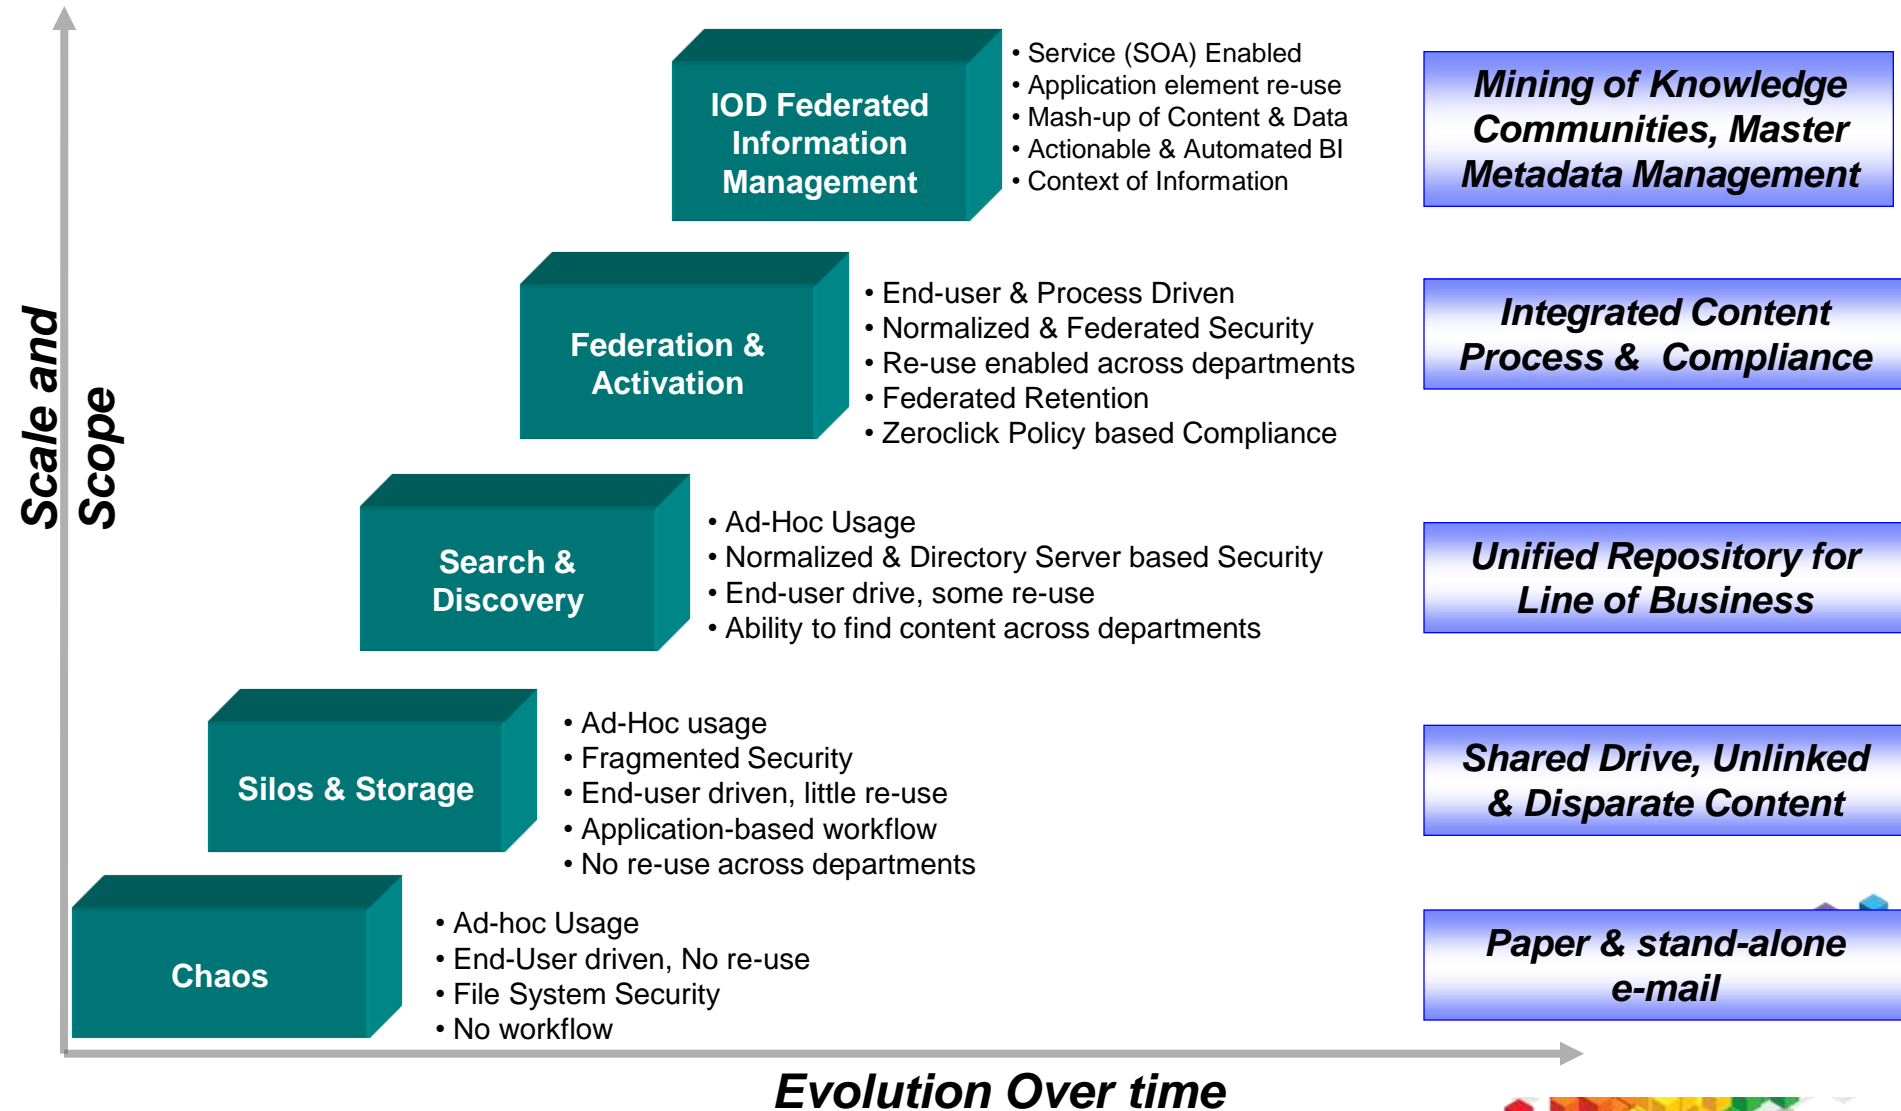 IOD Federated
Information
Management
• Service (SOA) Enabled
• Application element re-use
• Mash-up of Content & Data
• Actionable & Automated BI
• Context of Information
Mining of Knowledge
Communities, Master
Metadata Management
Federation &
Activation
• End-user & Process Driven
• Normalized & Federated Security
• Re-use enabled across departments
• Federated Retention
• Zeroclick Policy based Compliance
Integrated Content
Process & Compliance
Scale and
Scope
Search &
Discovery
• Ad-Hoc Usage
• Normalized & Directory Server based Security
• End-user drive, some re-use
• Ability to find content across departments
Unified Repository for
Line of Business
Silos & Storage
• Ad-Hoc usage
• Fragmented Security
• End-user driven, little re-use
• Application-based workflow
• No re-use across departments
Shared Drive, Unlinked
& Disparate Content
Chaos
• Ad-hoc Usage
• End-User driven, No re-use
• File System Security
• No workflow
Paper & stand-alone
e-mail
Evolution Over time